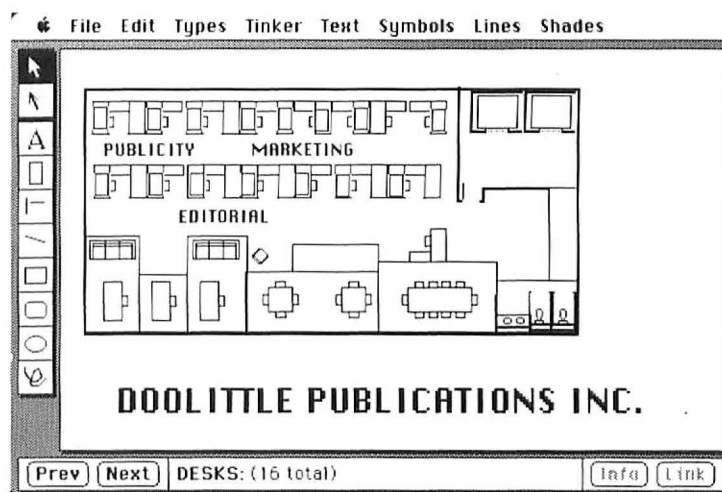 File Edit Types Tinker Text Symbols Lines Shades
A
PUBLICITY MARKETING
EDITORIAL
DOOLITTLE PUBLICATIONS INC.
Prev Next DESKS: (16 total) Info Link